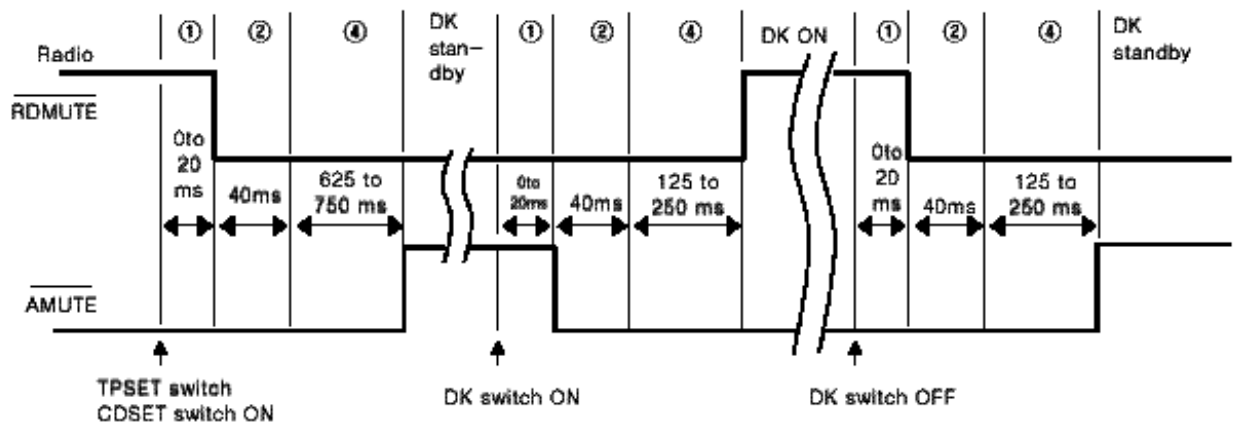 ① ② ④ DK stan-dby ① ② ④ DK ON ① ② ④ DK standby
Radio
RDMUTE
0to 20 ms
40ms
625 to 750 ms
0to 20ms
40ms
125 to 250 ms
0to 20 ms
40ms
125 to 250 ms
AMUTE
TPSET switch
CDSET switch ON
DK switch ON
DK switch OFF